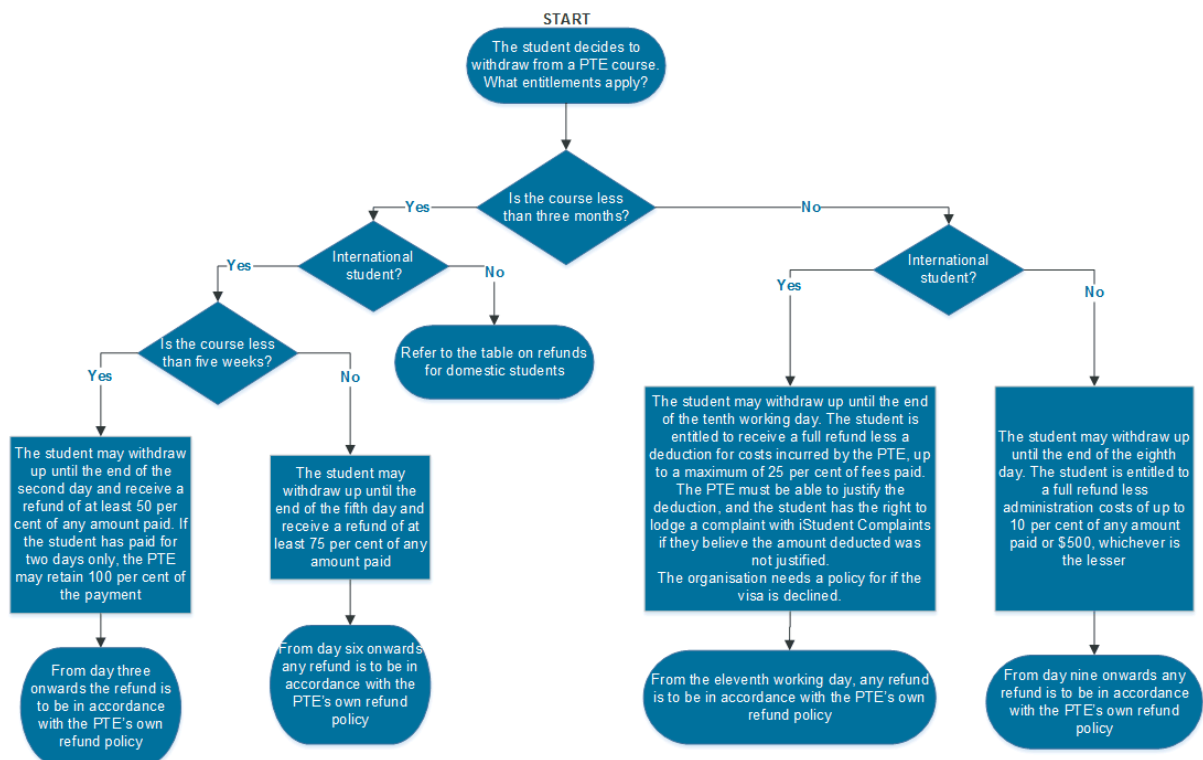 START
The student decides to
withdraw from a PTE course.
What entitlements apply?
Is the course less
than three months?
Yes
No
International
student?
Yes
No
International
student?
Yes
No
Is the course less
than five weeks?
Yes
No
Refer to the table on refunds
for domestic students
The student may withdraw
up until the end of the
second day and receive a
refund of at least 50 per
cent of any amount paid. If
the student has paid for
two days only, the PTE
may retain 100 per cent of
the payment
The student may
withdraw up until the
end of the fifth day and
receive a refund of at
least 75 per cent of any
amount paid
The student may withdraw up until the end
of the tenth working day. The student is
entitled to receive a full refund less a
deduction for costs incurred by the PTE, up
to a maximum of 25 per cent of fees paid.
The PTE must be able to justify the
deduction, and the student has the right to
lodge a complaint with iStudent Complaints
if they believe the amount deducted was
not justified.
The organisation needs a policy for if the
visa is declined.
The student may withdraw
up until the end of the eighth
day. The student is entitled to
a full refund less
administration costs of up to
10 per cent of any amount
paid or $500, whichever is
the lesser
From day three
onwards the refund is
to be in accordance
with the PTE's own
refund policy
From day six onwards
any refund is to be in
accordance with the
PTE's own refund
policy
From the eleventh working day, any refund
is to be in accordance with the PTE's own
refund policy
From day nine onwards any
refund is to be in accordance
with the PTE's own refund
policy